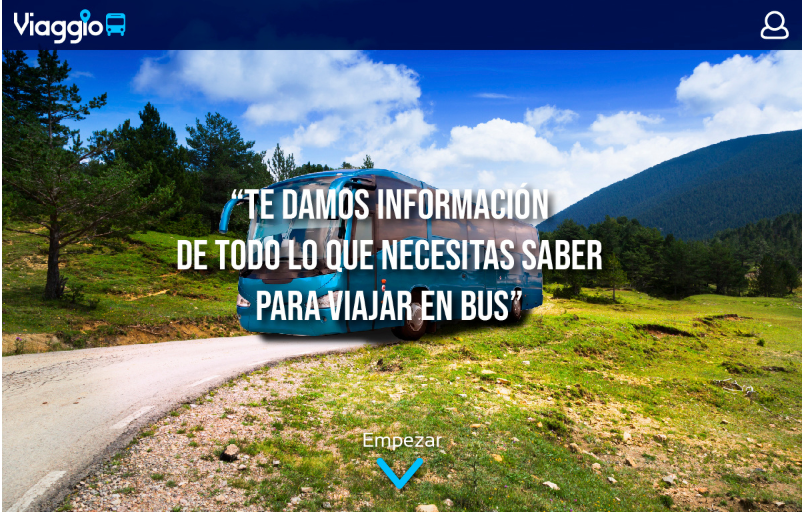 Viaggio
“TE DAMOS INFORMACIÓN
DE TODO LO QUE NECESITAS SABER
PARA VIAJAR EN BUS”
Empezar